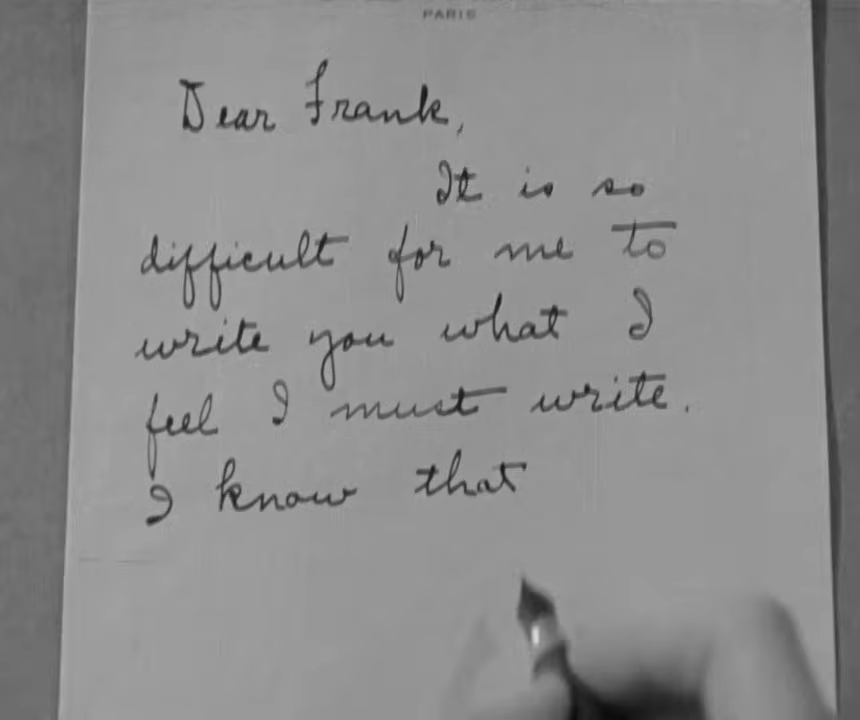 PARIS
Dear Frank,
It is so
difficult for me to
write you what I
feel I must write.
I know that